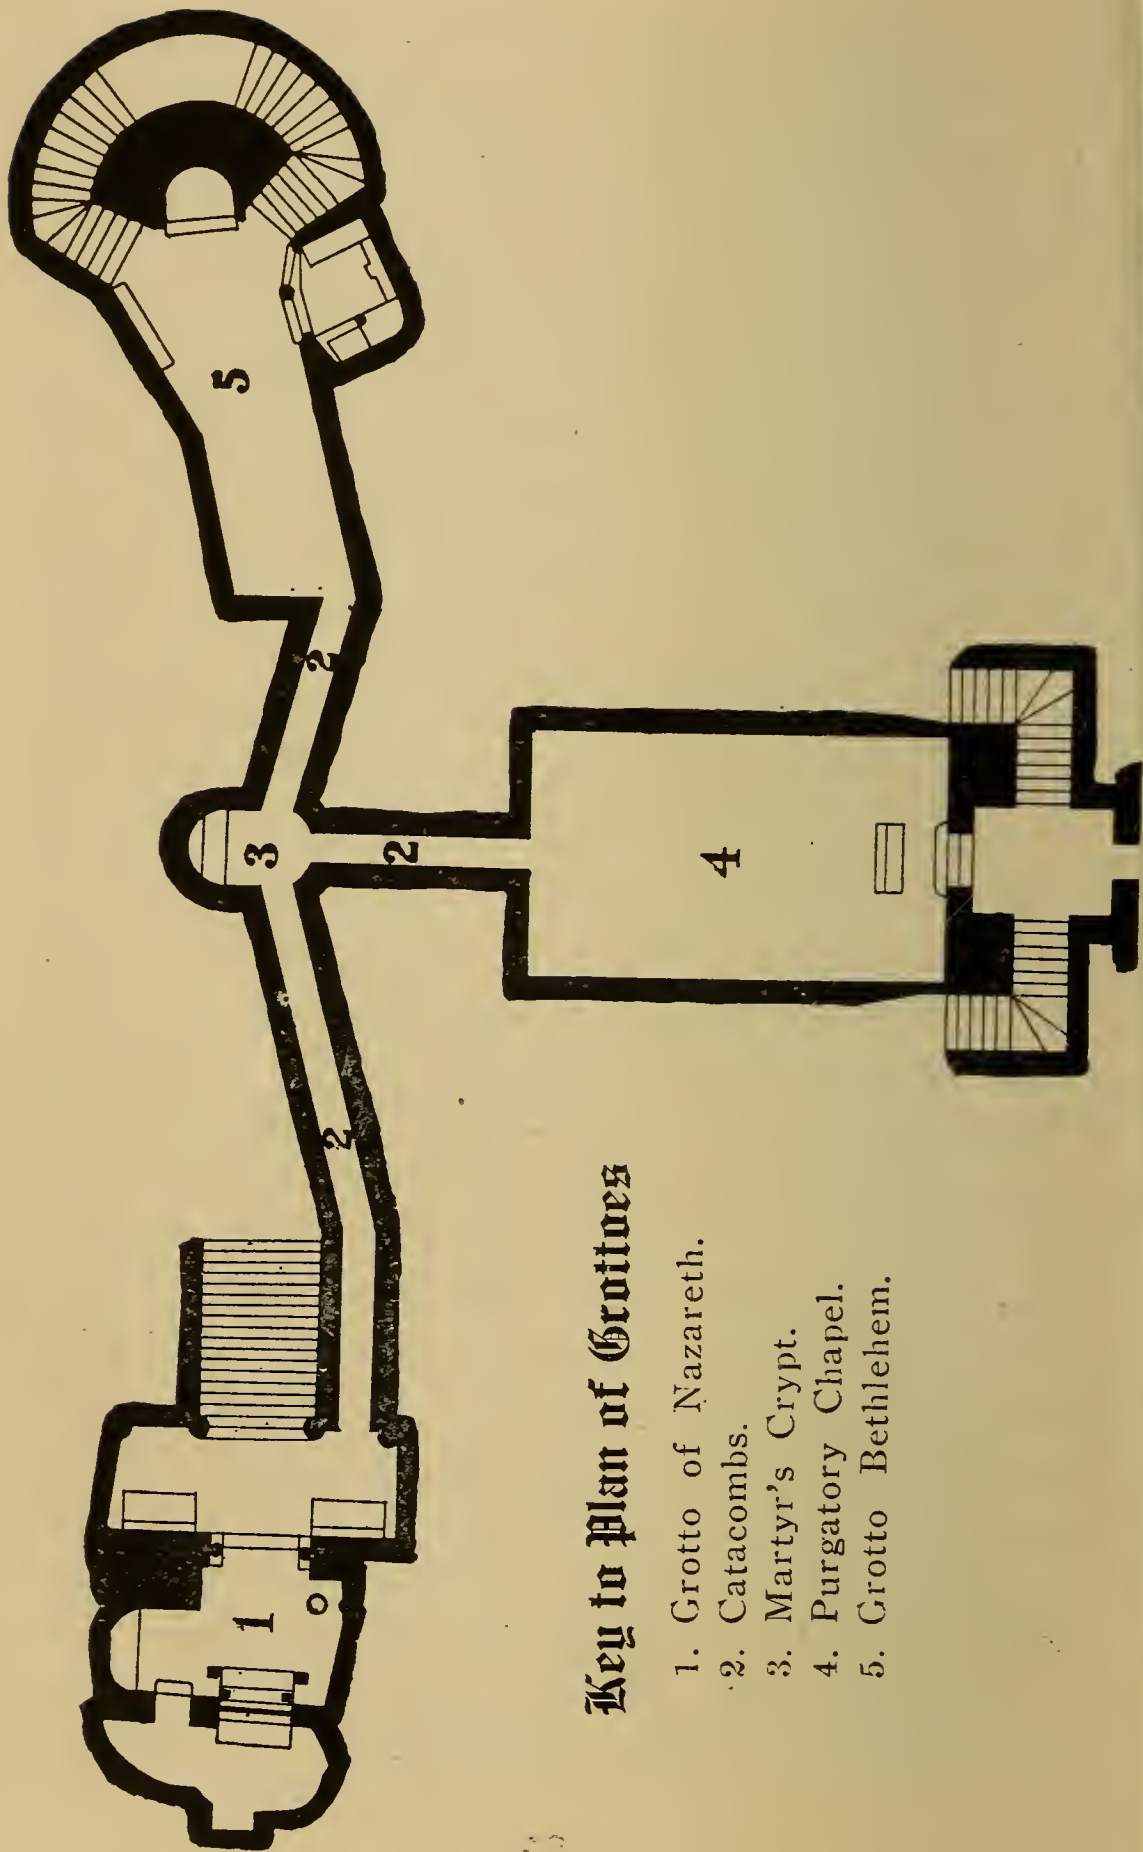 5
2
3
2
4
2
1
Key to Plan of Grottoes
1. Grotto of Nazareth.
2. Catacombs.
3. Martyr's Crypt.
4. Purgatory Chapel.
5. Grotto Bethlehem.